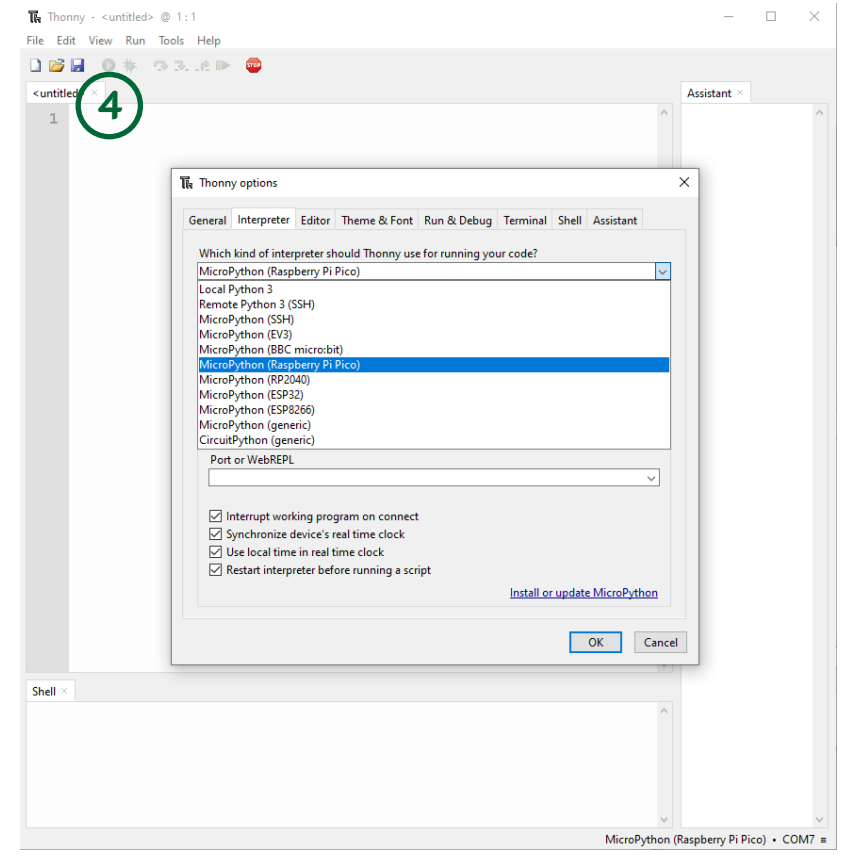 Thonny - <untitled> @ 1 : 1
File Edit View Run Tools Help
STOP
<untitled> ×
4
Assistant ×
1
Thonny options
General Interpreter Editor Theme & Font Run & Debug Terminal Shell Assistant
Which kind of interpreter should Thonny use for running your code?
MicroPython (Raspberry Pi Pico)
Local Python 3
Remote Python 3 (SSH)
MicroPython (SSH)
MicroPython (EV3)
MicroPython (BBC micro:bit)
MicroPython (Raspberry Pi Pico)
MicroPython (RP2040)
MicroPython (ESP32)
MicroPython (ESP8266)
MicroPython (generic)
CircuitPython (generic)
Port or WebREPL
Interrupt working program on connect
Synchronize device's real time clock
Use local time in real time clock
Restart interpreter before running a script
Install or update MicroPython
OK Cancel
Shell ×
MicroPython (Raspberry Pi Pico) • COM7 ≡